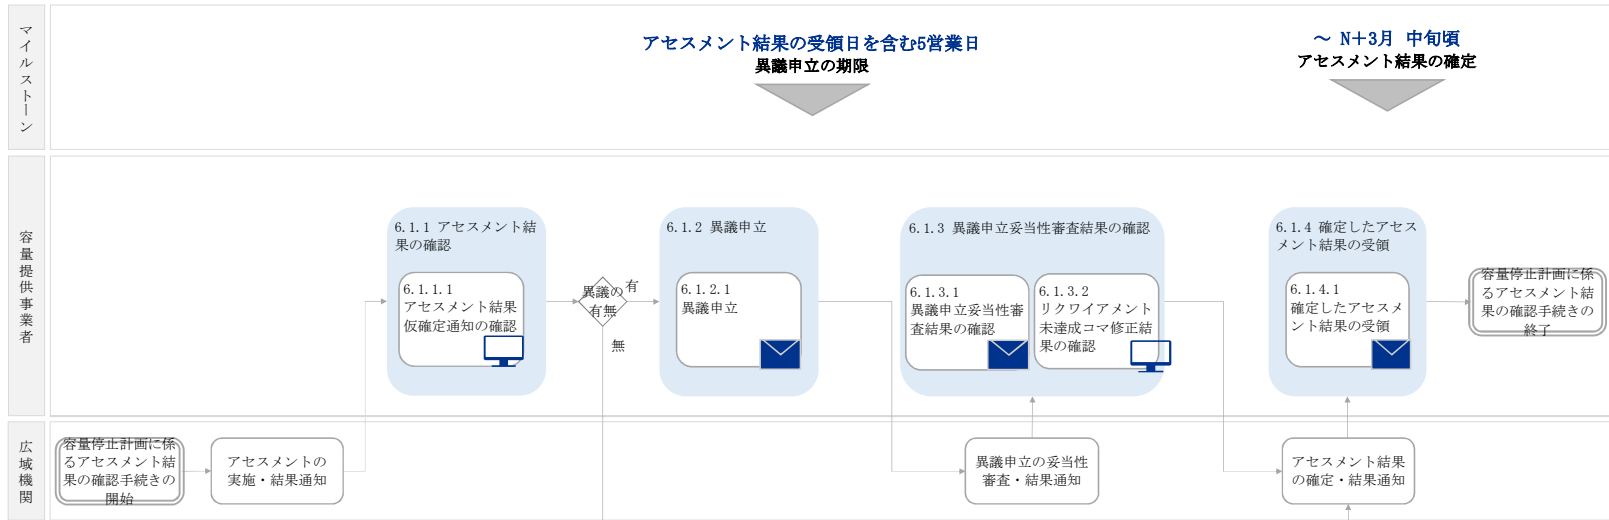 マイルストーン
アセスメント結果の受領日を含む5営業日
異議申立の期限
～ N＋3月 中旬頃
アセスメント結果の確定
容量提供事業者
6.1.1 アセスメント結
果の確認
6.1.1.1
アセスメント結果
仮確定通知の確認
異議の
有無
有
無
6.1.2 異議申立
6.1.2.1
異議申立
6.1.3 異議申立妥当性審査結果の確認
6.1.3.1
異議申立妥当性審
査結果の確認
6.1.3.2
リクワイアメント
未達成コマ修正結
果の確認
6.1.4 確定したアセス
メント結果の受領
6.1.4.1
確定したアセスメ
ント結果の受領
容量停止計画に係
るアセスメント結
果の確認手続きの
終了
広域機関
容量停止計画に係
るアセスメント結
果の確認手続きの
開始
アセスメントの
実施・結果通知
異議申立の妥当性
審査・結果通知
アセスメント結果
の確定・結果通知